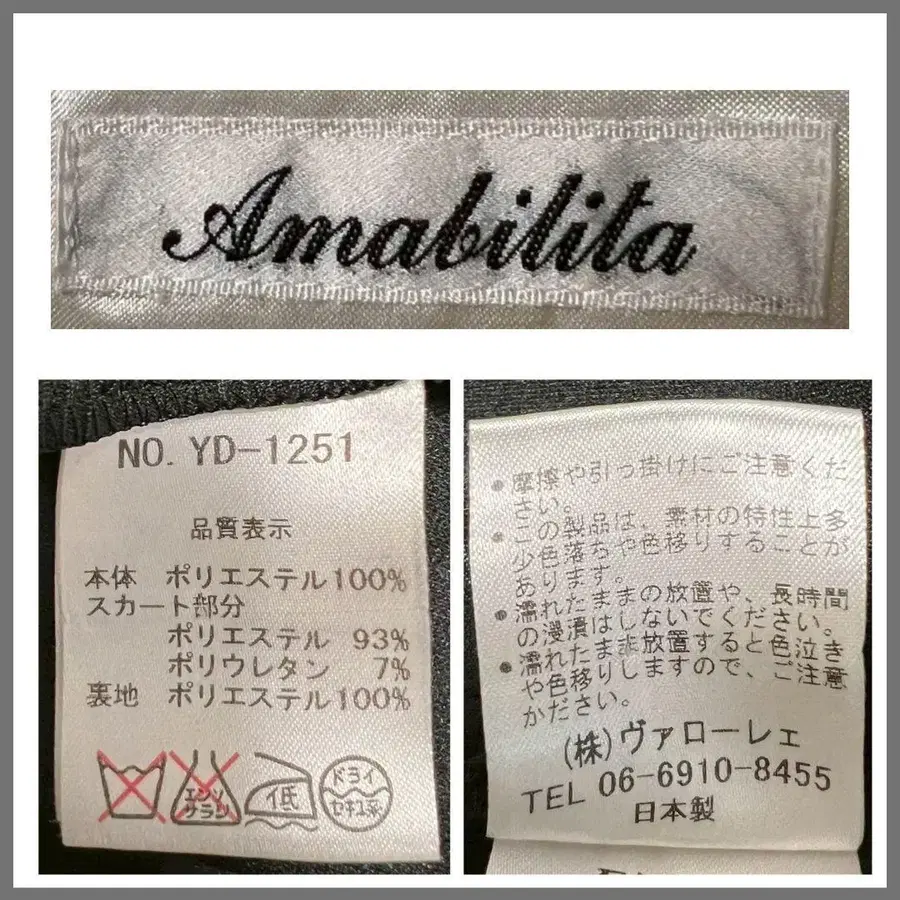 Amabilita
NO. YD-1251
品質表示
本体 ポリエステル100%
スカート部分
ポリエステル 93%
ポリウレタン 7%
裏地 ポリエステル100%
エンソ
サラシ
低
ドライ
セキユ系
●摩擦や引っ掛けにご注意くだ
さい。
●この製品は、素材の特性上多
少色落ちや色移りすることが
あります。
●濡れたままの放置や、長時間
の浸漬はしないでください。
●濡れたまま放置すると色泣き
や色移りしますので、ご注意
ください。
(株)ヴァローレェ
TEL 06-6910-8455
日本製